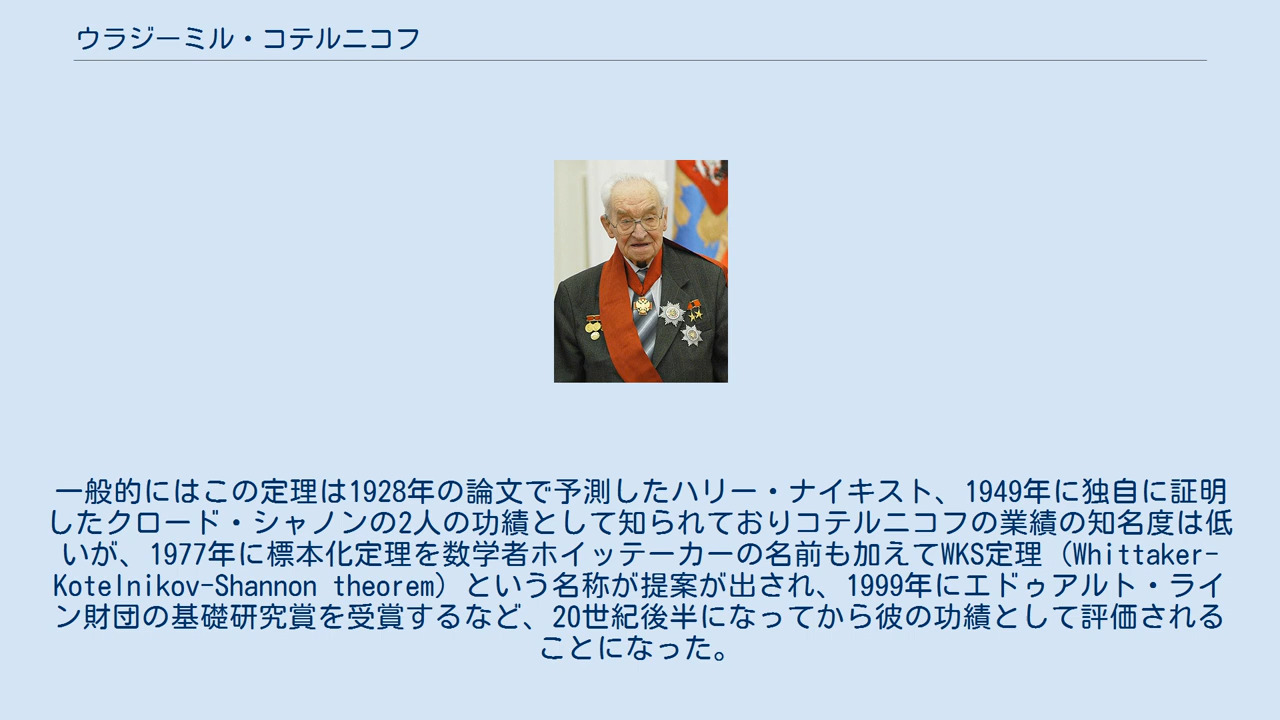 ウラジーミル・コテルニコフ
一般的にはこの定理は1928年の論文で予測したハリー・ナイキスト、1949年に独自に証明
したクロード・シャノンの2人の功績として知られておりコテルニコフの業績の知名度は低
いが、1977年に標本化定理を数学者ホイッテーカーの名前も加えてWKS定理（Whittaker-
Kotelnikov-Shannon theorem）という名称が提案が出され、1999年にエドゥアルト・ライ
ン財団の基礎研究賞を受賞するなど、20世紀後半になってから彼の功績として評価される
ことになった。